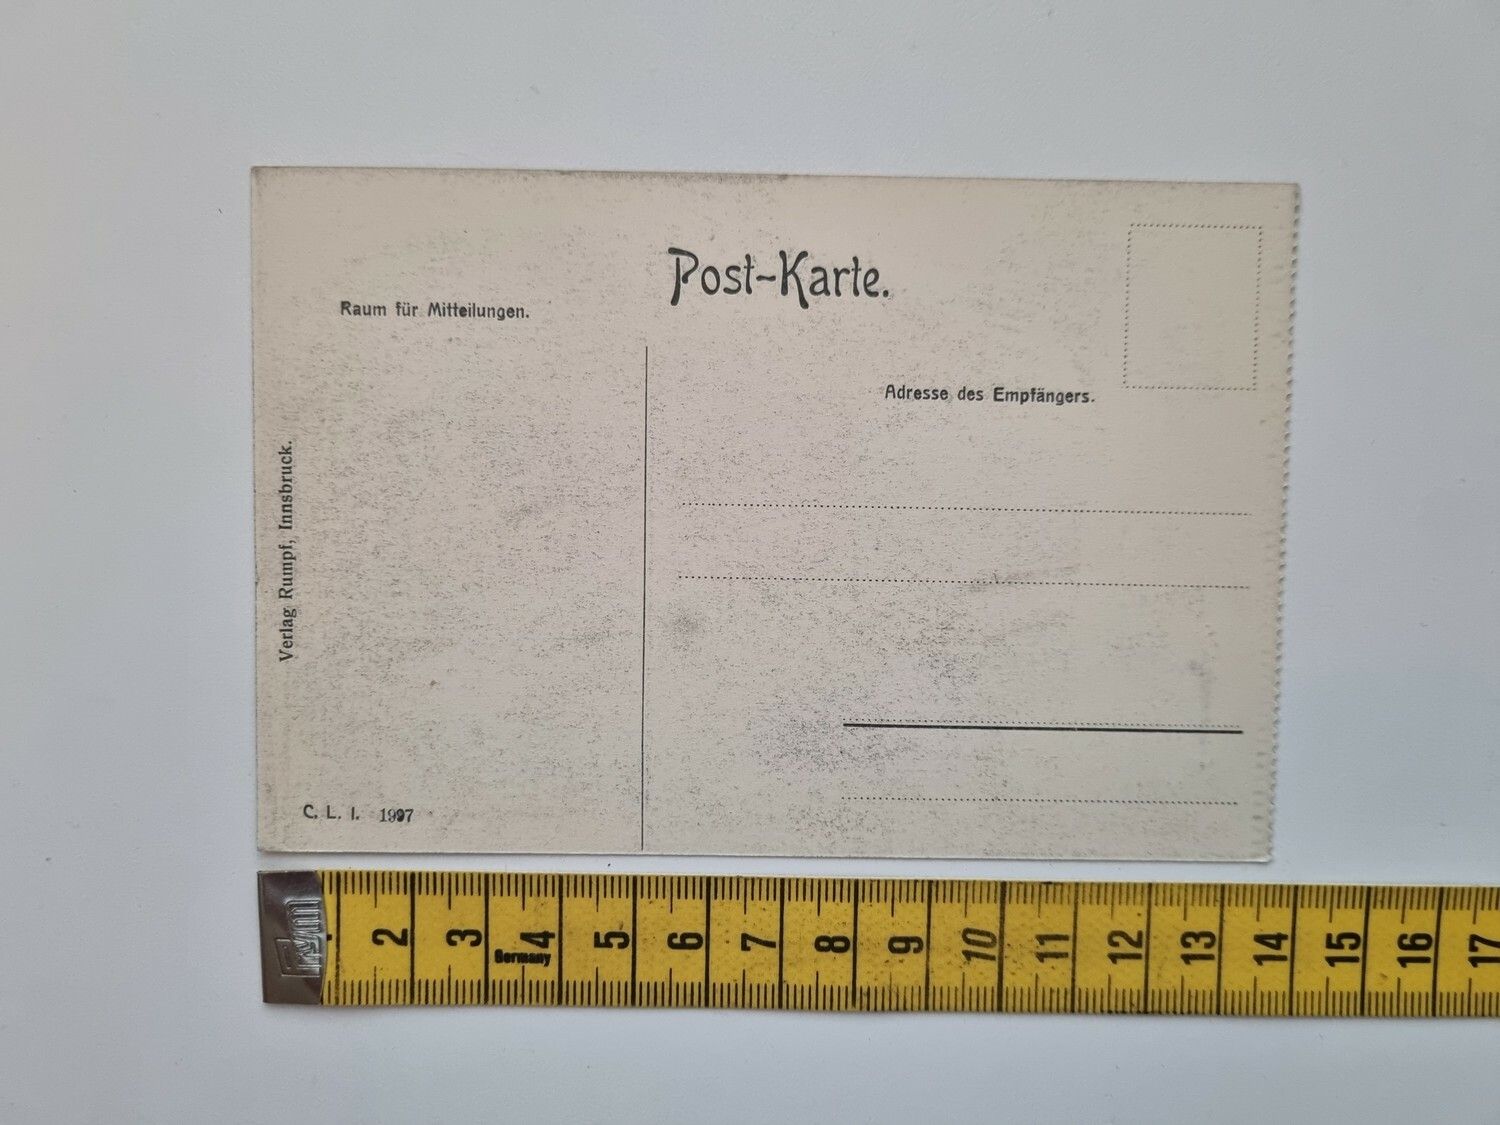 Post-Karte.
Raum für Mitteilungen.
Adresse des Empfängers.
Verlag Rumpf, Innsbruck.
C. L. I. 1997
2 3 4 5 6 7 8 9 10 11 12 13 14 15 16 17
Germany